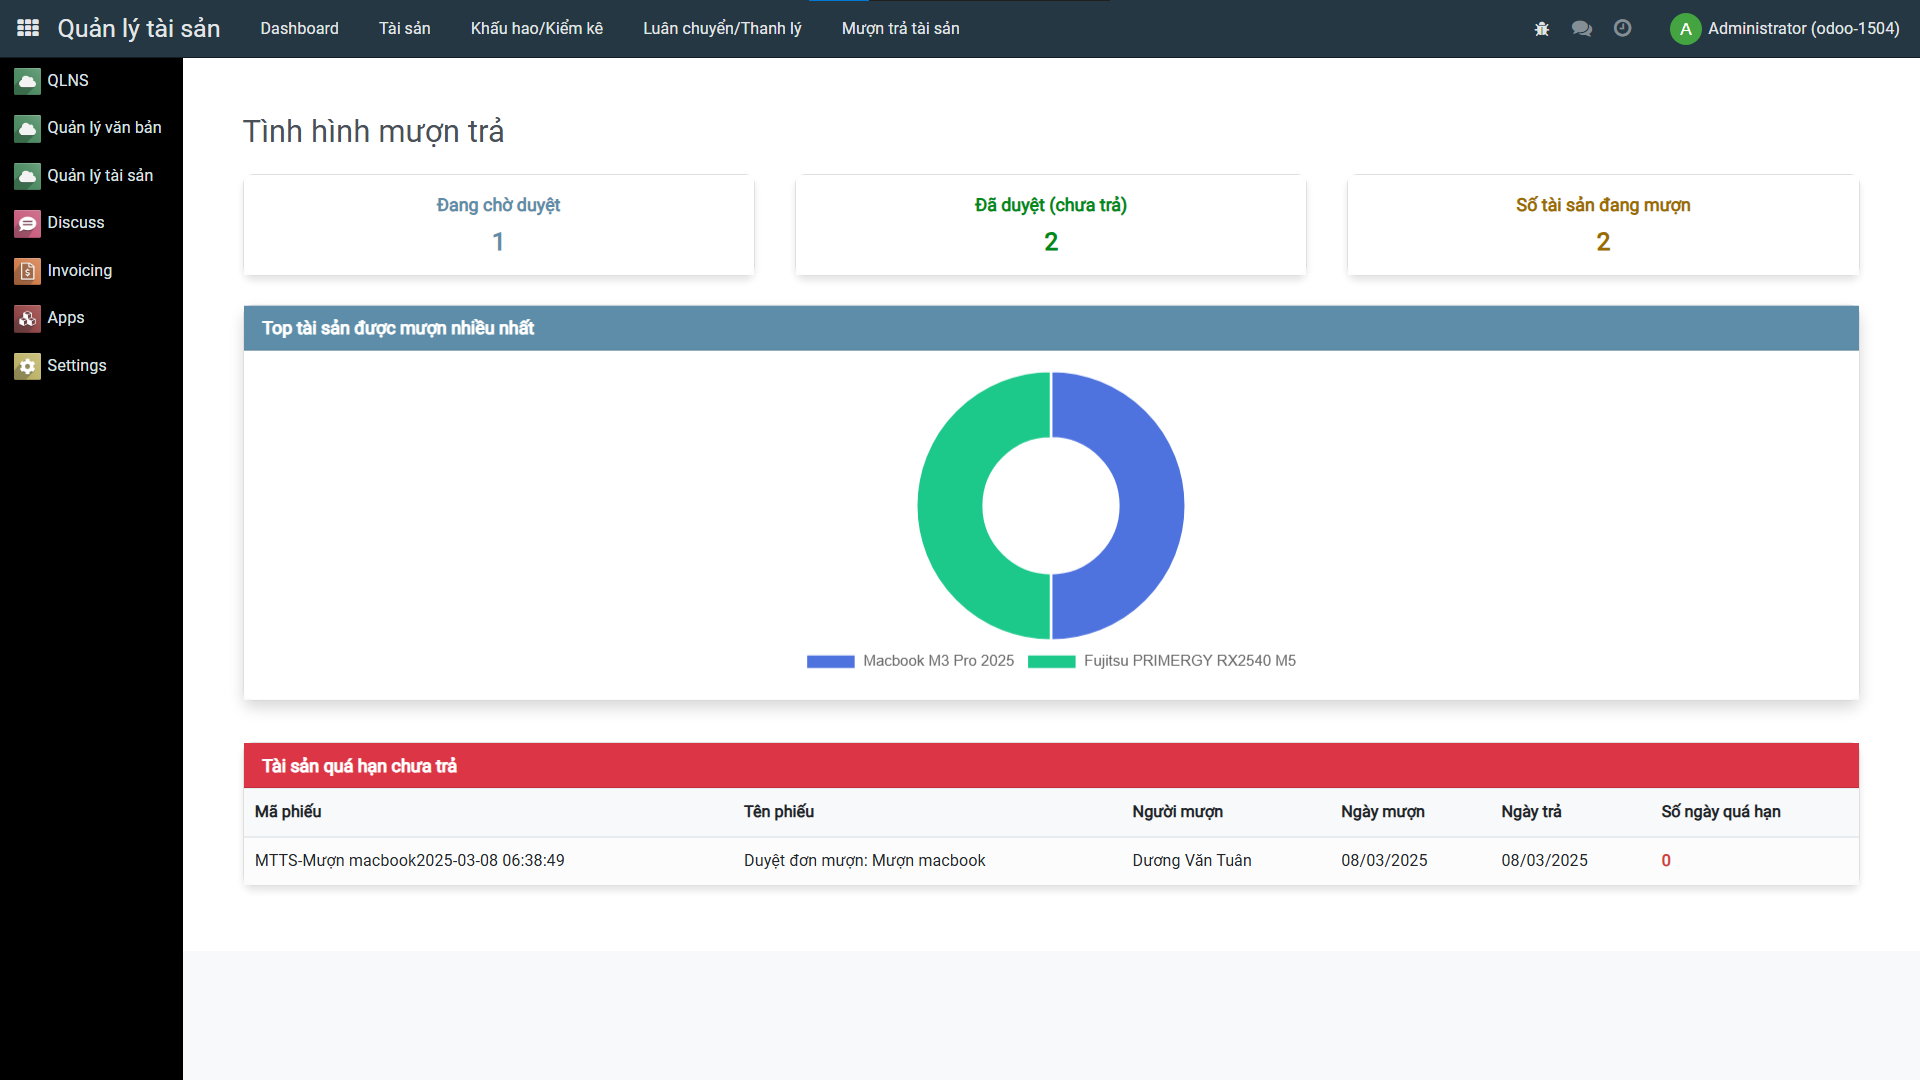 Quản lý tài sản Dashboard Tài sản Khấu hao/Kiểm kê Luân chuyển/Thanh lý Mượn trả tài sản A Administrator (odoo-1504)
QLNS
Quản lý văn bản
Quản lý tài sản
Discuss
Invoicing
Apps
Settings
Tình hình mượn trả
Đang chờ duyệt
1
Đã duyệt (chưa trả)
2
Số tài sản đang mượn
2
Top tài sản được mượn nhiều nhất
Macbook M3 Pro 2025 Fujitsu PRIMERGY RX2540 M5
Tài sản quá hạn chưa trả
Mã phiếu Tên phiếu Người mượn Ngày mượn Ngày trả Số ngày quá hạn
MTTS-Mượn macbook2025-03-08 06:38:49 Duyệt đơn mượn: Mượn macbook Dương Văn Tuân 08/03/2025 08/03/2025 0